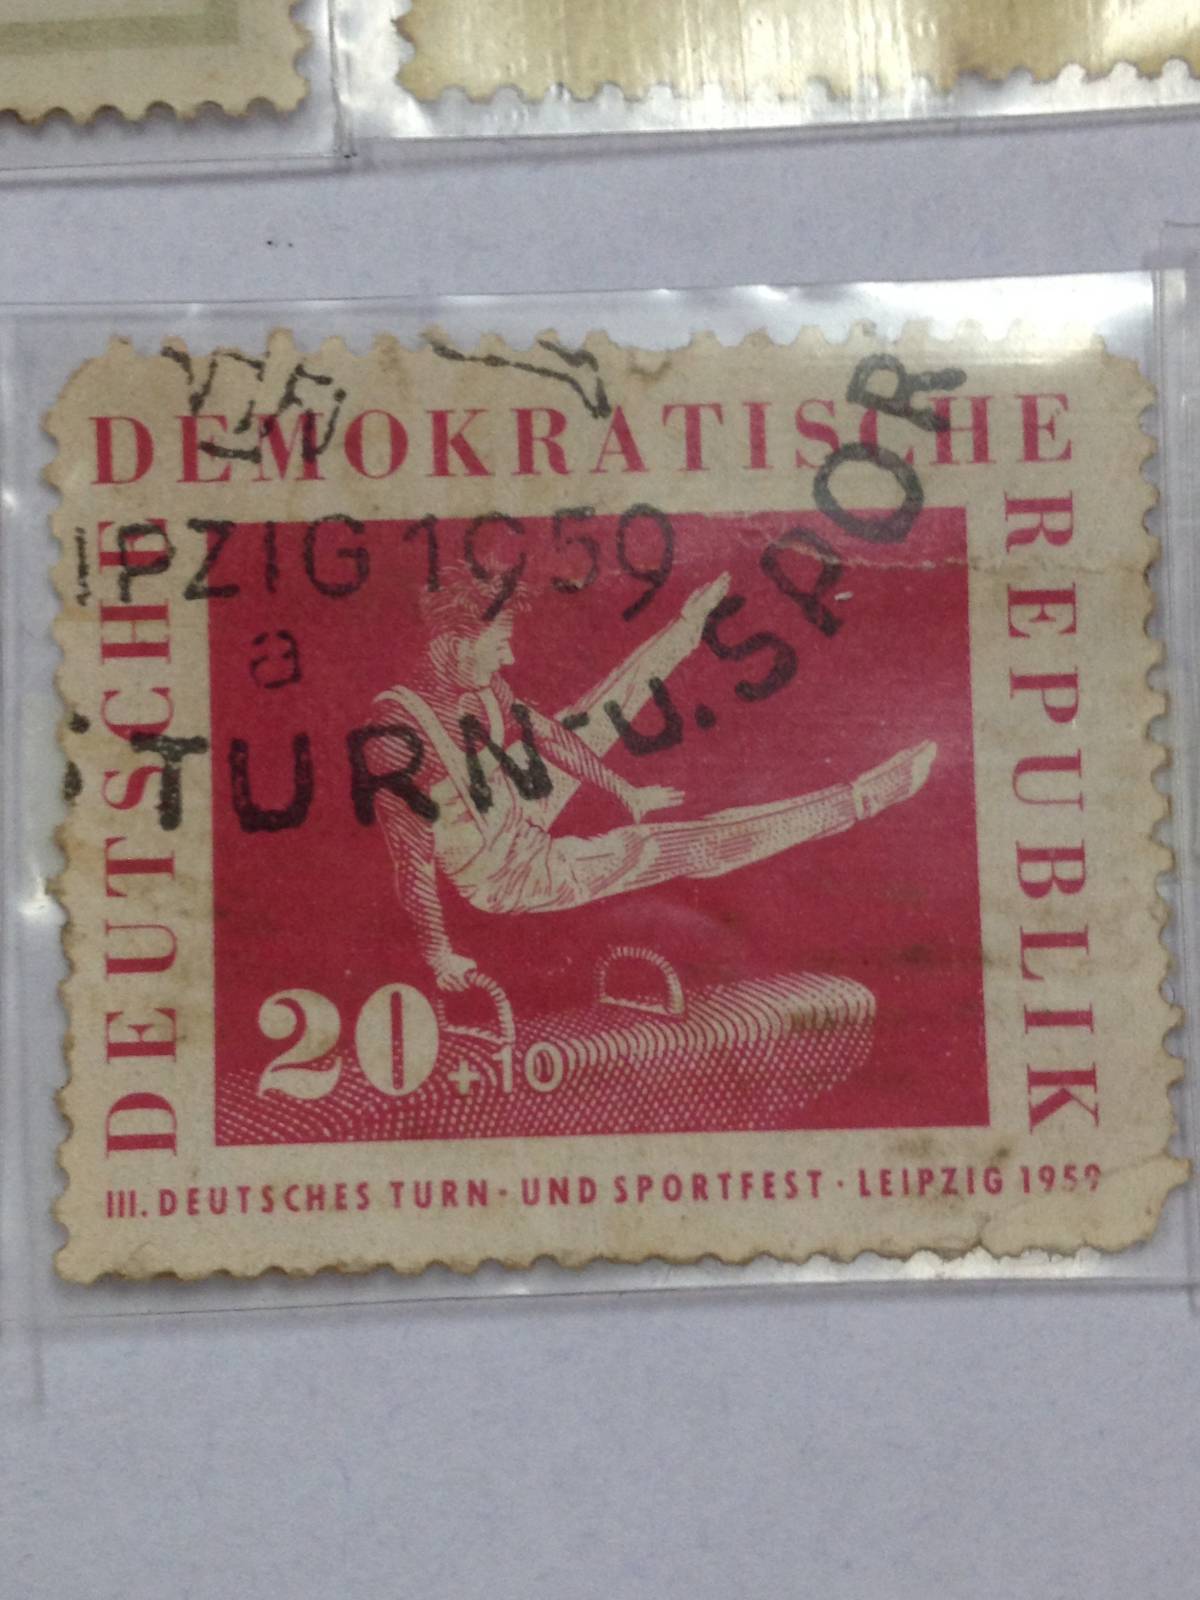 DEUTSCHE
DEMOKRATISCHE
REPUBLIK
PZIG 1959
a
TURN-u.SPOR
20+10
III. DEUTSCHES TURN- UND SPORTFEST · LEIPZIG 1959